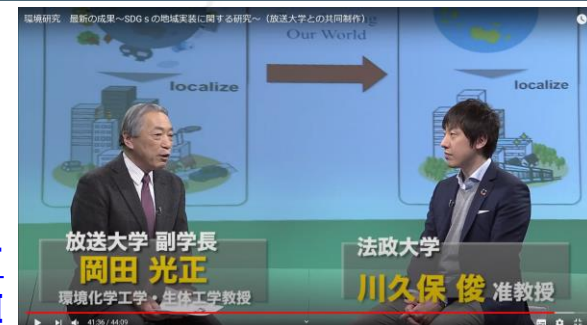 環境研究 最新の成果～SDGｓの地域実装に関する研究～（放送大学との共同制作）
Our World
localize
localize
放送大学 副学長
岡田 光正
環境化学工学・生体工学教授
法政大学
川久保 俊 准教授
41:36 / 44:09